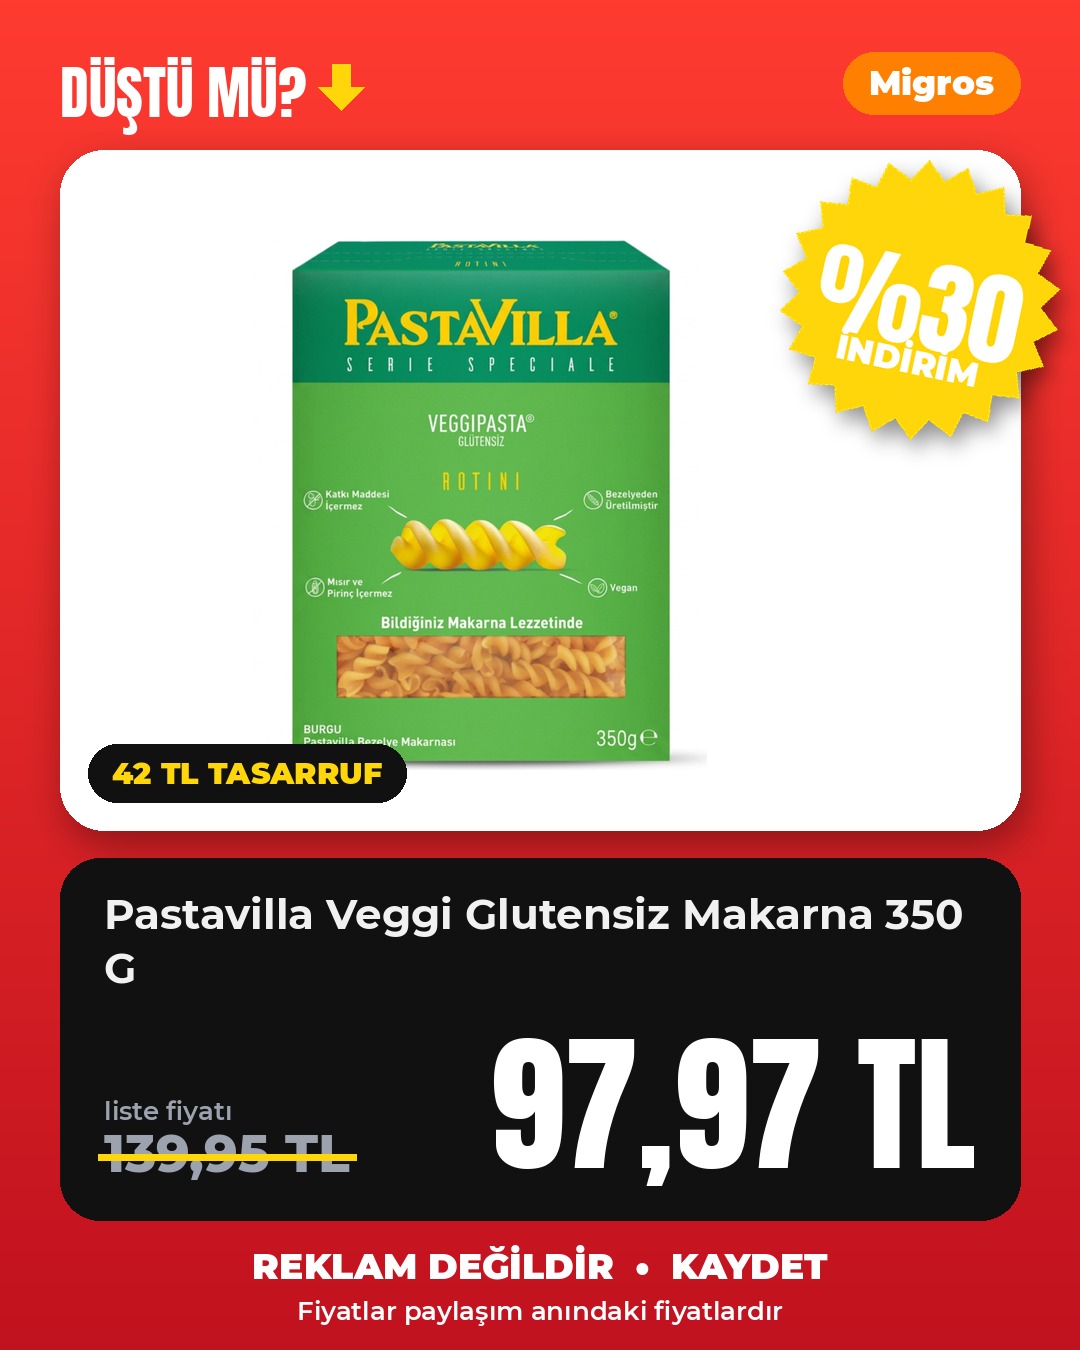 DÜŞTÜ MÜ?
Migros
%30
İNDİRİM
PASTAVILLA
ROTINI
PASTAVILLA®
SERIE SPECIALE
VEGGIPASTA®
GLÜTENSİZ
ROTINI
Katkı Maddesi
İçermez
Bezelyeden
Üretilmiştir
Mısır ve
Pirinç İçermez
Vegan
Bildiğiniz Makarna Lezzetinde
BURGU
Pastavilla Bezelye Makarnası
350g℮
42 TL TASARRUF
Pastavilla Veggi Glutensiz Makarna 350
G
liste fiyatı
139,95 TL
97,97 TL
REKLAM DEĞİLDİR • KAYDET
Fiyatlar paylaşım anındaki fiyatlardır